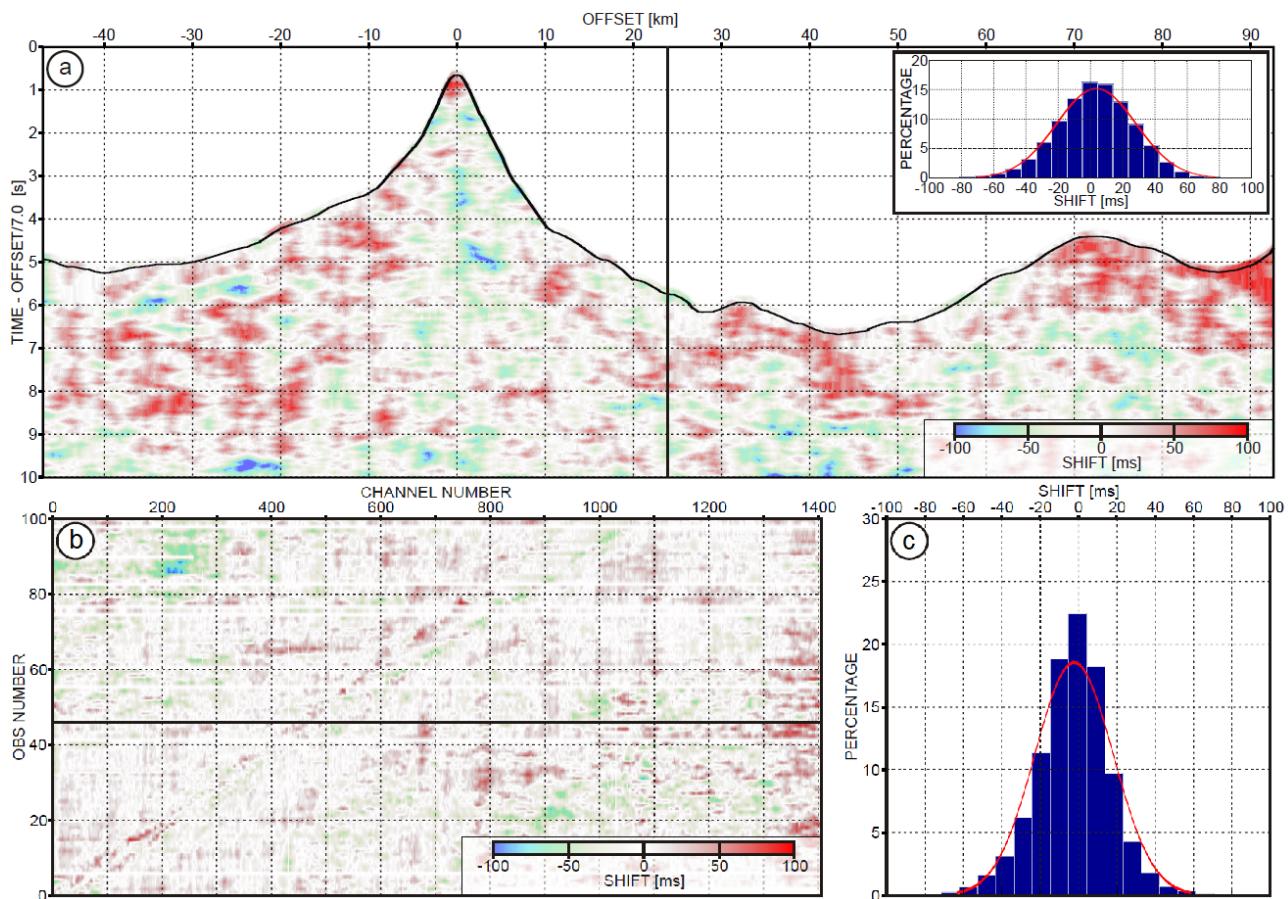 OFFSET [km]
-40 -30 -20 -10 0 10 20 30 40 50 60 70 80 90
a
TIME - OFFSET/77.0 [s]
0
1
2
3
4
5
6
7
8
9
10
PERCENTAGE
20
15
10
5
0
-100 -80 -60 -40 -20 0 20 40 60 80 100
SHIFT [ms]
-100 -50 0 50 100
SHIFT [ms]
CHANNEL NUMBER
0 200 400 600 800 1000 1200 1400
b
OBS NUMBER
100
80
60
40
20
0
-100 -50 0 50 100
SHIFT [ms]
SHIFT [ms]
-100 -80 -60 -40 -20 0 20 40 60 80 100
c
PERCENTAGE
30
25
20
15
10
5
0